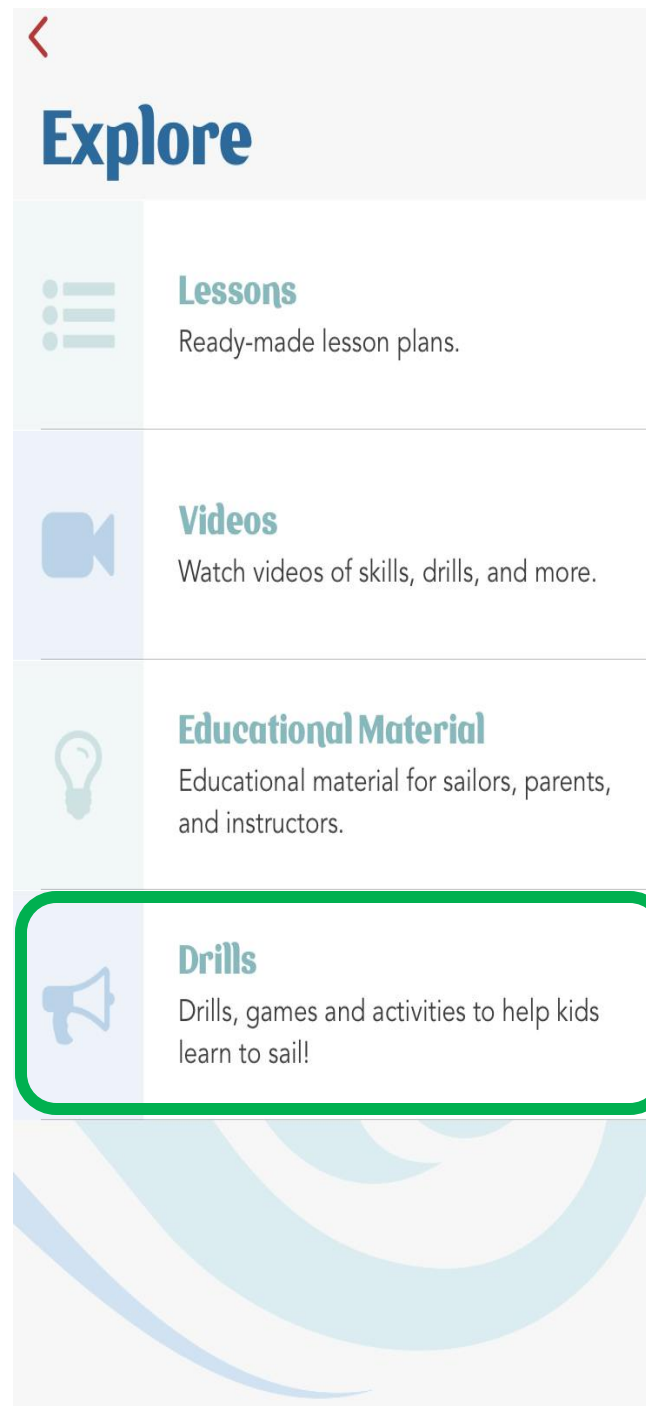 Explore
Lessons
Ready-made lesson plans.
Videos
Watch videos of skills, drills, and more.
Educational Material
Educational material for sailors, parents,
and instructors.
Drills
Drills, games and activities to help kids
learn to sail!